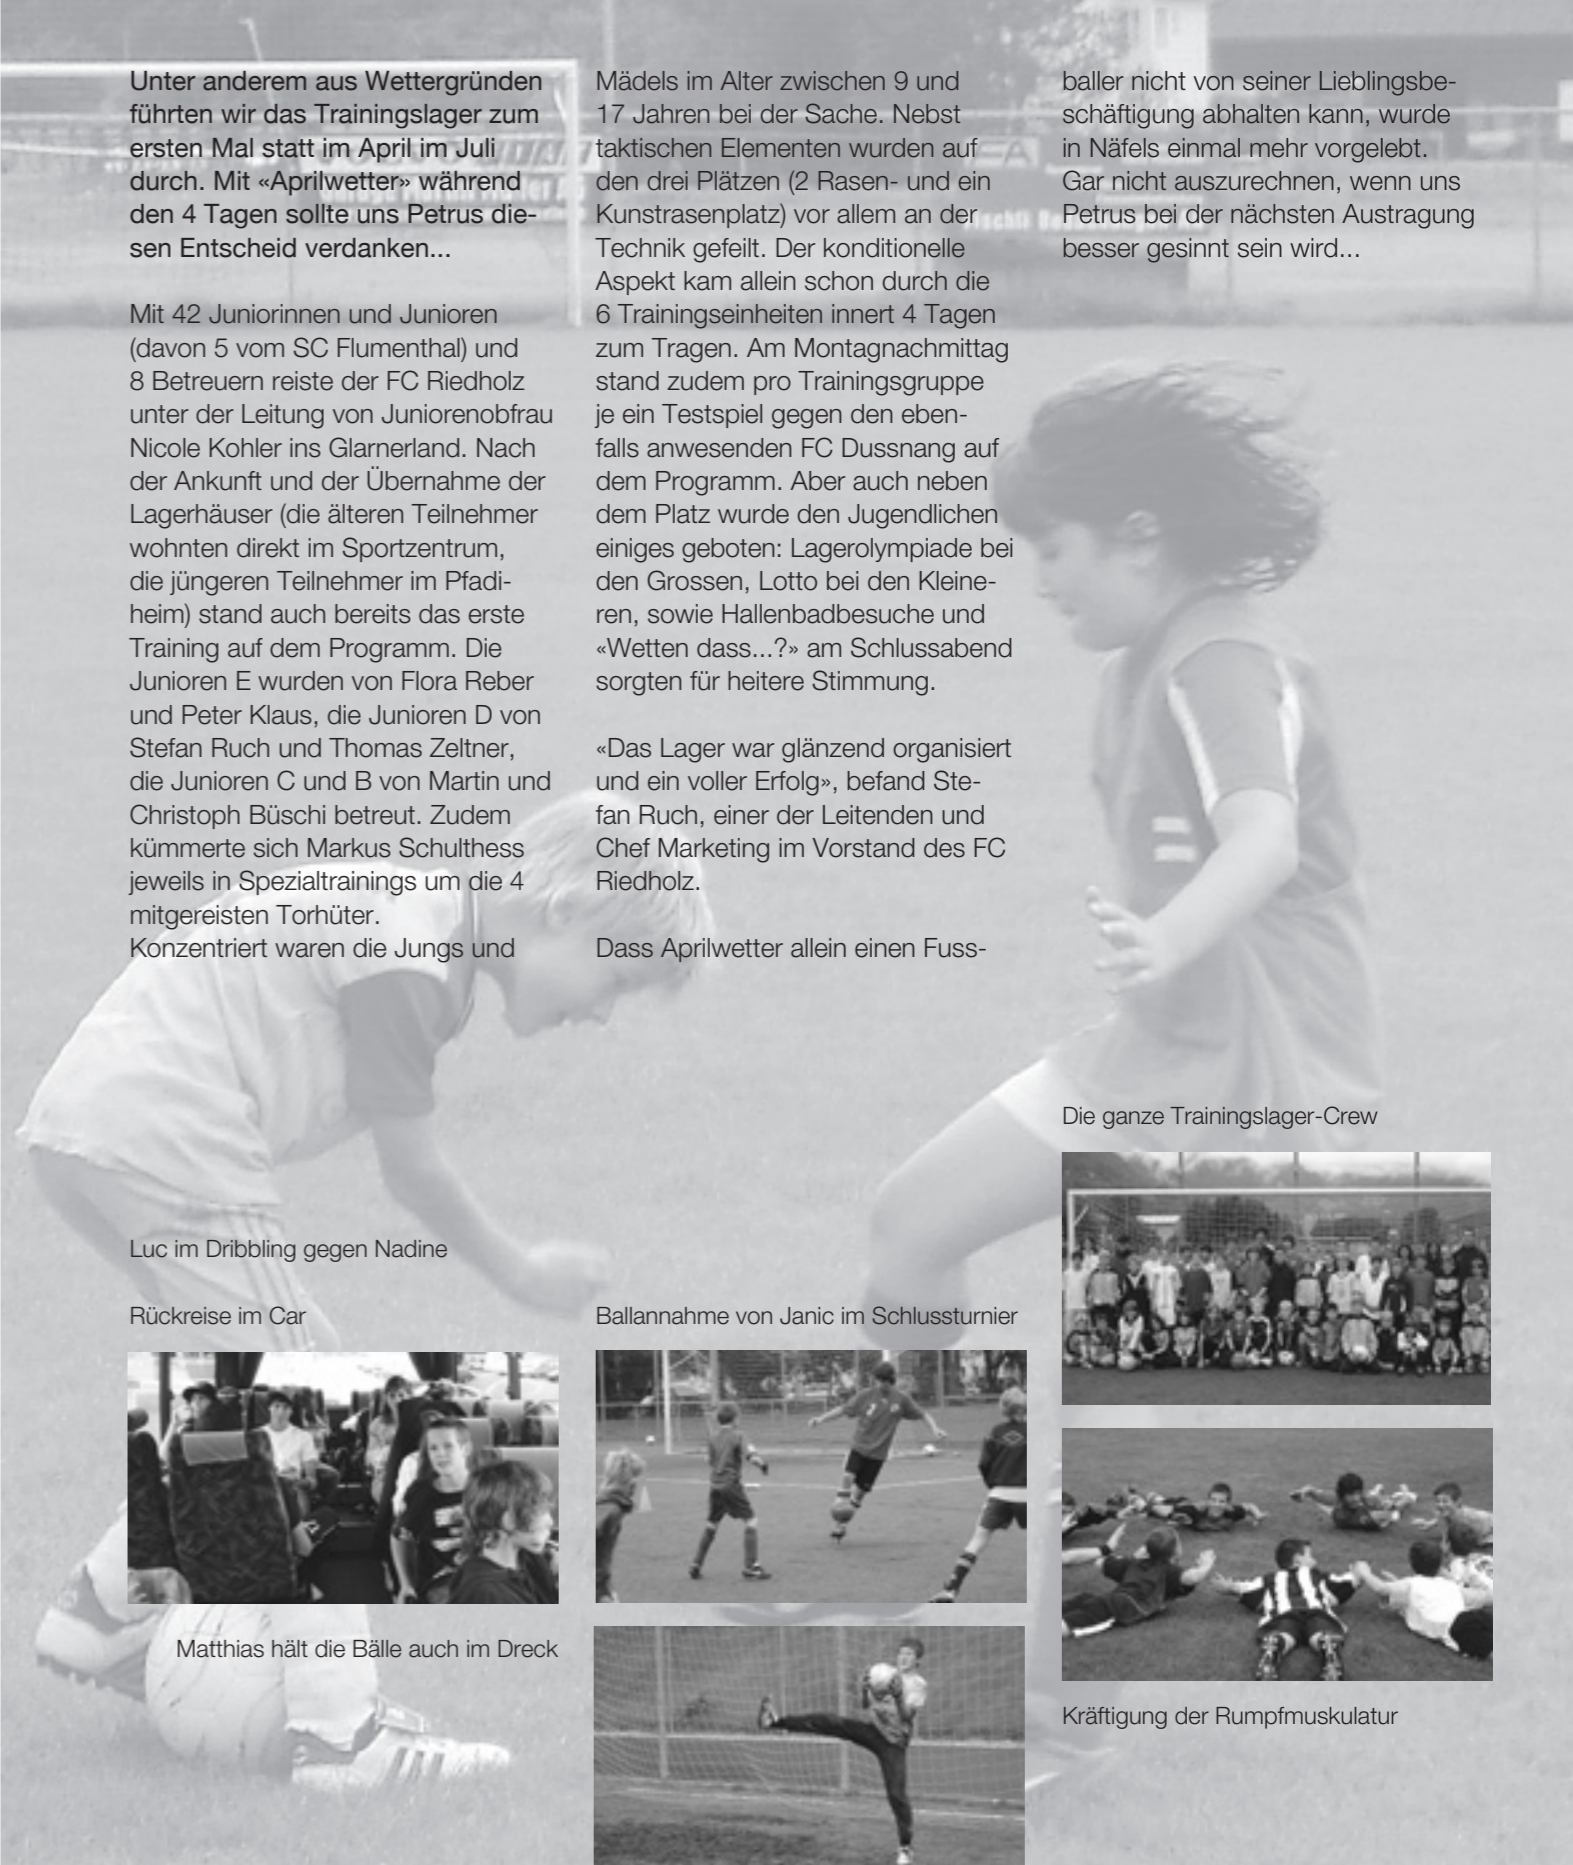 Unter anderem aus Wettergründen
führten wir das Trainingslager zum
ersten Mal statt im April im Juli
durch. Mit «Aprilwetter» während
den 4 Tagen sollte uns Petrus die-
sen Entscheid verdanken...
Mit 42 Juniorinnen und Junioren
(davon 5 vom SC Flumenthal) und
8 Betreuern reiste der FC Riedholz
unter der Leitung von Juniorenobfrau
Nicole Kohler ins Glarnerland. Nach
der Ankunft und der Übernahme der
Lagerhäuser (die älteren Teilnehmer
wohnten direkt im Sportzentrum,
die jüngeren Teilnehmer im Pfadi-
heim) stand auch bereits das erste
Training auf dem Programm. Die
Junioren E wurden von Flora Reber
und Peter Klaus, die Junioren D von
Stefan Ruch und Thomas Zeltner,
die Junioren C und B von Martin und
Christoph Büschi betreut. Zudem
kümmerte sich Markus Schulthess
jeweils in Spezialtrainings um die 4
mitgereisten Torhüter.
Konzentriert waren die Jungs und
Mädels im Alter zwischen 9 und
17 Jahren bei der Sache. Nebst
taktischen Elementen wurden auf
den drei Plätzen (2 Rasen- und ein
Kunstrasenplatz) vor allem an der
Technik gefeilt. Der konditionelle
Aspekt kam allein schon durch die
6 Trainingseinheiten innert 4 Tagen
zum Tragen. Am Montagnachmittag
stand zudem pro Trainingsgruppe
je ein Testspiel gegen den eben-
falls anwesenden FC Dussnang auf
dem Programm. Aber auch neben
dem Platz wurde den Jugendlichen
einiges geboten: Lagerolympiade bei
den Grossen, Lotto bei den Kleine-
ren, sowie Hallenbadbesuche und
«Wetten dass...?» am Schlussabend
sorgten für heitere Stimmung.
«Das Lager war glänzend organisiert
und ein voller Erfolg», befand Ste-
fan Ruch, einer der Leitenden und
Chef Marketing im Vorstand des FC
Riedholz.
Dass Aprilwetter allein einen Fuss-
baller nicht von seiner Lieblingsbe-
schäftigung abhalten kann, wurde
in Näfels einmal mehr vorgelebt.
Gar nicht auszurechnen, wenn uns
Petrus bei der nächsten Austragung
besser gesinnt sein wird...
Die ganze Trainingslager-Crew
Luc im Dribbling gegen Nadine
Rückreise im Car
Ballannahme von Janic im Schlussturnier
Matthias hält die Bälle auch im Dreck
Kräftigung der Rumpfmuskulatur